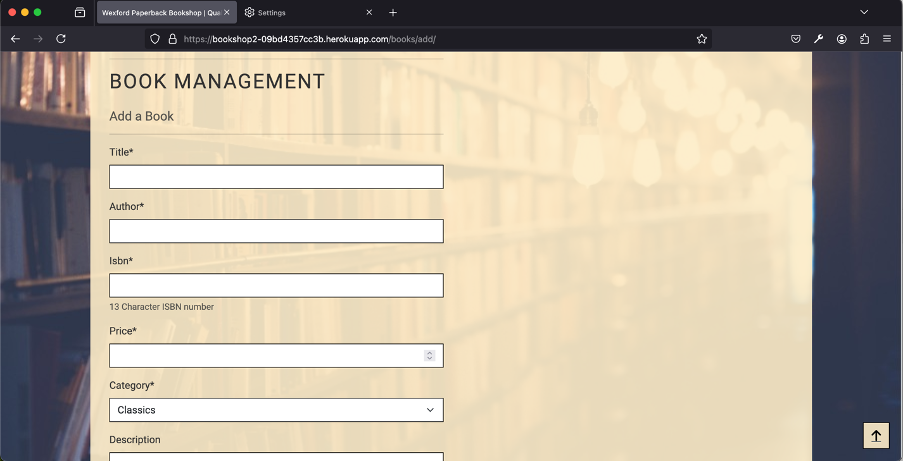 Wexford Paperback Bookshop | Qua
Settings
https://bookshop2-09bd4357cc3b.herokuapp.com/books/add/
BOOK MANAGEMENT
Add a Book
Title*
Author*
Isbn*
13 Character ISBN number
Price*
Category*
Classics
Description